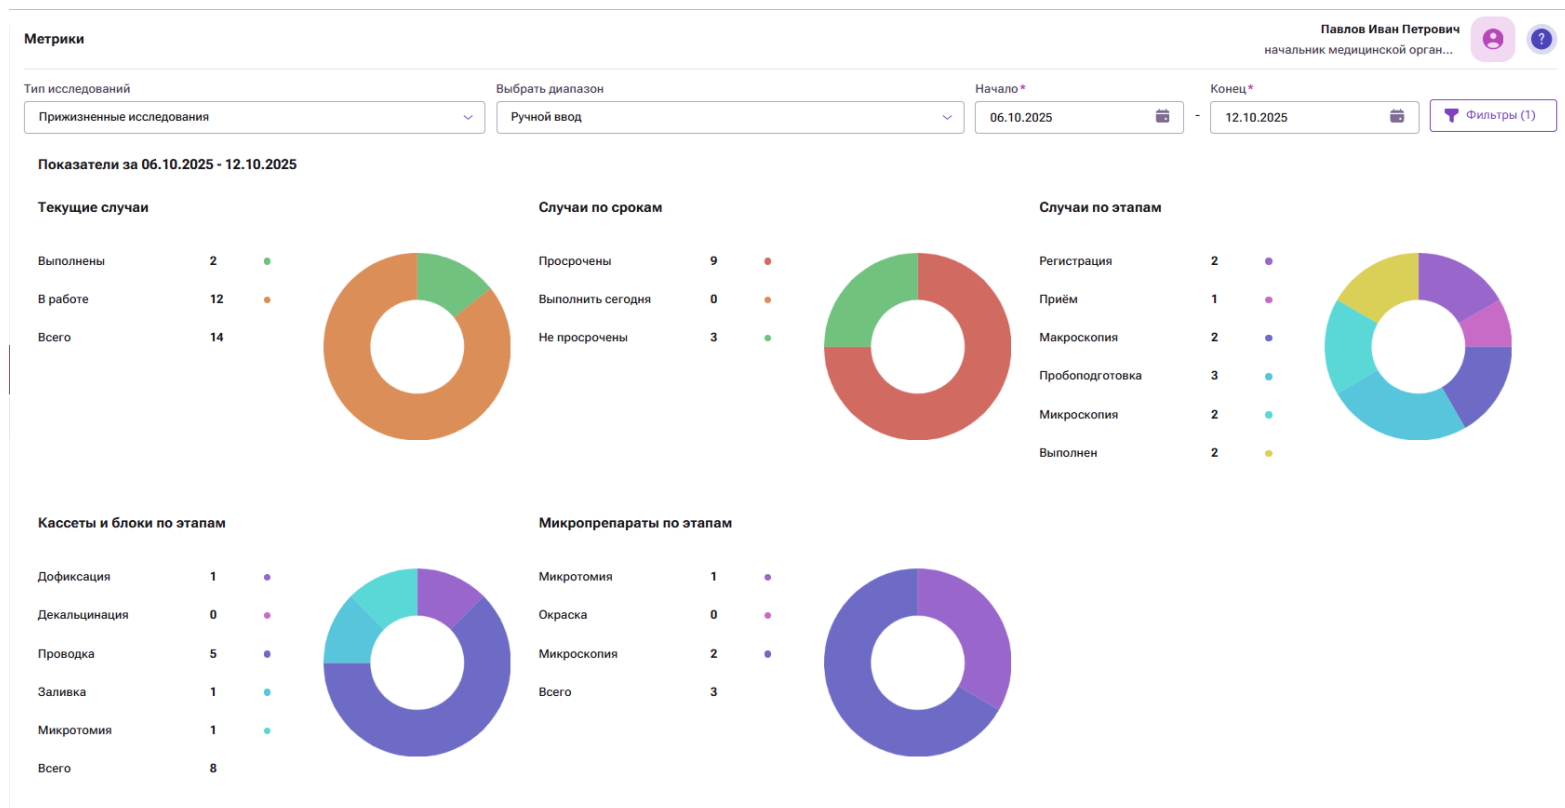 Метрики
Павлов Иван Петрович
начальник медицинской орган...
?
Тип исследований
Выбрать диапазон
Начало*
Конец*
Прижизненные исследования
Ручной ввод
06.10.2025
-
12.10.2025
Фильтры (1)
Показатели за 06.10.2025 - 12.10.2025
Текущие случаи
Выполнены 2
В работе 12
Всего 14
Случаи по срокам
Просрочены 9
Выполнить сегодня 0
Не просрочены 3
Случаи по этапам
Регистрация 2
Приём 1
Макроскопия 2
Пробоподготовка 3
Микроскопия 2
Выполнен 2
Кассеты и блоки по этапам
Дофиксация 1
Декальцинация 0
Проводка 5
Заливка 1
Микротомия 1
Всего 8
Микропрепараты по этапам
Микротомия 1
Окраска 0
Микроскопия 2
Всего 3